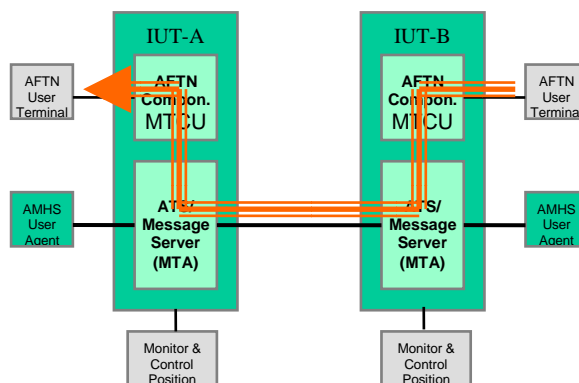 IUT-A
IUT-B
AFTN
User
Terminal
AFTN
Compon.
MTCU
AFTN
Compon.
MTCU
AFTN
User
Terminal
AMHS
User
Agent
ATS/
Message
Server
(MTA)
ATS/
Message
Server
(MTA)
AMHS
User
Agent
Monitor &
Control
Position
Monitor &
Control
Position